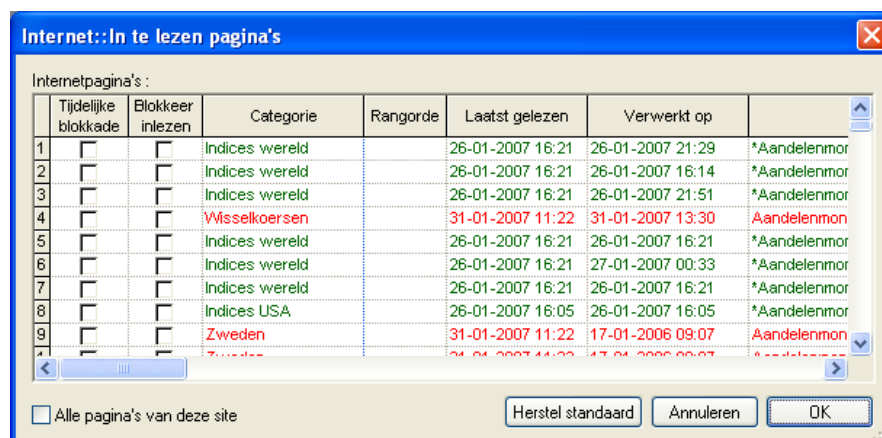 Internet::In te lezen pagina's
Internetpagina's :
Tijdelijke blokkade Blokkeer inlezen Categorie Rangorde Laatst gelezen Verwerkt op
1 Indices wereld 26-01-2007 16:21 26-01-2007 21:29 *Aandelenmor
2 Indices wereld 26-01-2007 16:21 26-01-2007 16:14 *Aandelenmor
3 Indices wereld 26-01-2007 16:21 26-01-2007 21:51 *Aandelenmor
4 Wisselkoersen 31-01-2007 11:22 31-01-2007 13:30 Aandelenmon
5 Indices wereld 26-01-2007 16:21 26-01-2007 16:21 *Aandelenmor
6 Indices wereld 26-01-2007 16:21 27-01-2007 00:33 *Aandelenmor
7 Indices wereld 26-01-2007 16:21 26-01-2007 16:21 *Aandelenmor
8 Indices USA 26-01-2007 16:05 26-01-2007 16:05 *Aandelenmor
9 Zweden 31-01-2007 11:22 17-01-2006 09:07 Aandelenmon
Alle pagina's van deze site Herstel standaard Annuleren OK